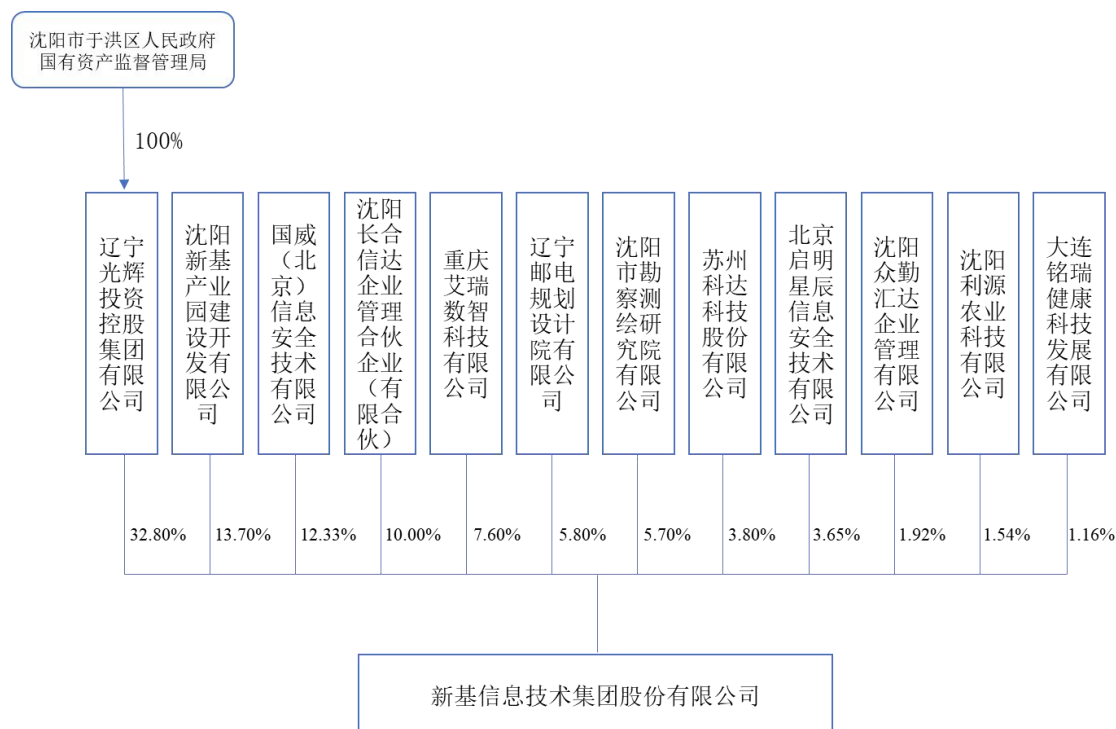 沈阳市于洪区人民政府
国有资产监督管理局
100%
辽宁
光辉
投资
控股
集团
有限
公司
沈阳
新基
产业
园建
设开
发有
限公
司
国威
（北
京）
信息
安全
技术
有限
公司
沈阳
长合
信达
企业
管理
合伙
企业
（有
限合
伙）
重庆
艾瑞
数智
科技
有限
公司
辽宁
邮电
规划
设计
院有
限公
司
沈阳
市勘
察测
绘研
究院
有限
公司
苏州
科达
科技
股份
有限
公司
北京
启明
星辰
信息
安全
技术
有限
公司
沈阳
众勤
汇达
企业
管理
有限
公司
沈阳
利源
农业
科技
有限
公司
大连
铭瑞
健康
科技
发展
有限
公司
32.80%
13.70%
12.33%
10.00%
7.60%
5.80%
5.70%
3.80%
3.65%
1.92%
1.54%
1.16%
新基信息技术集团股份有限公司